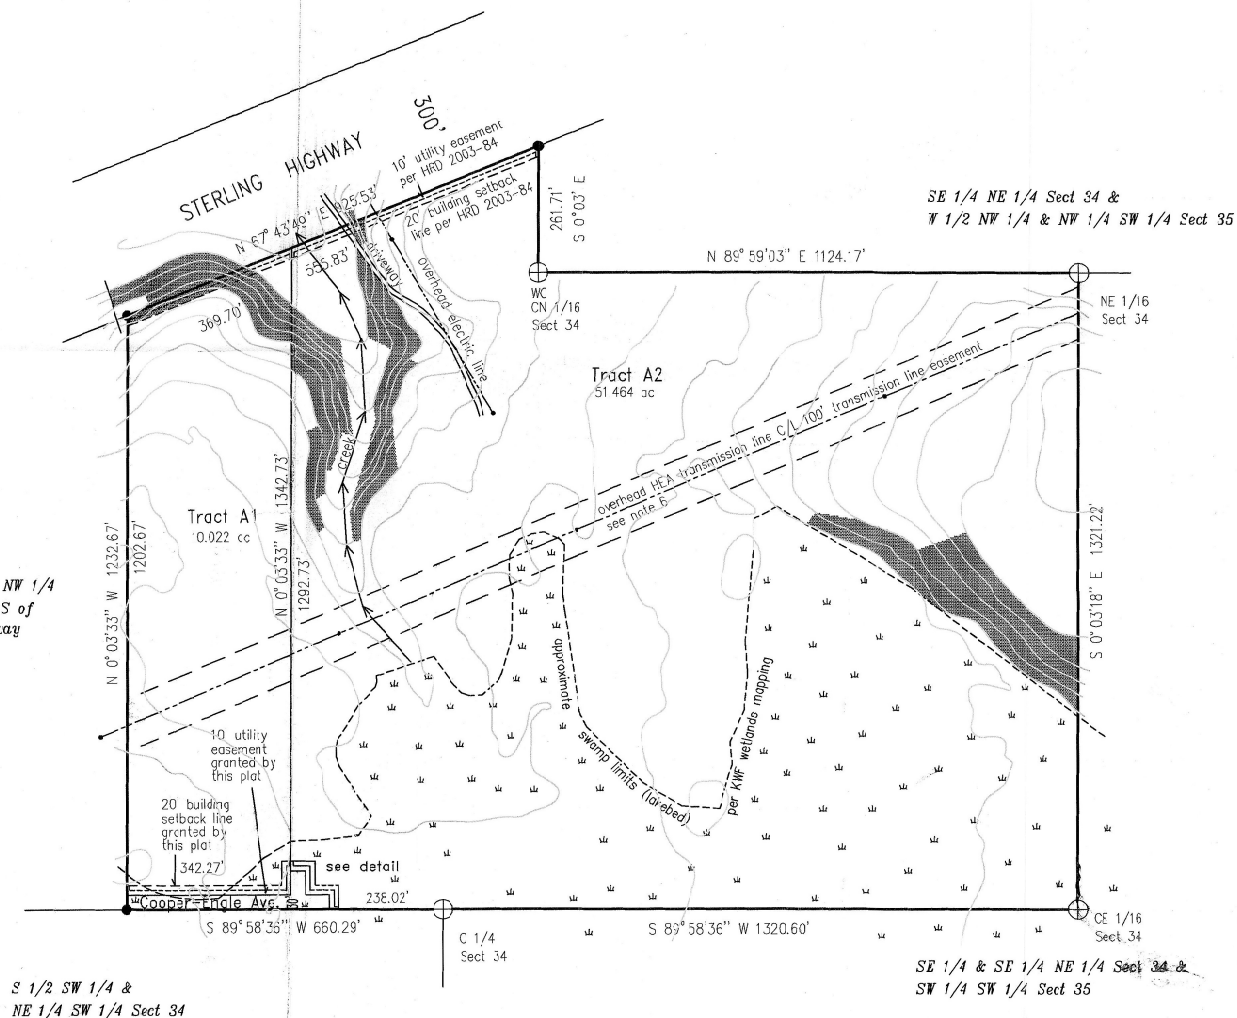 STERLING HIGHWAY
300'
10' utility easement
per HRD 2003-84
N 67° 43'49" E 925.53'
20' building setback
line per HRD 2003-84
555.83'
369.70'
driveway
overhead electric line
261.71'
S 0°03' E
SE 1/4 NE 1/4 Sect 34 &
W 1/2 NW 1/4 & NW 1/4 SW 1/4 Sect 35
N 89° 59'03" E 1124.17'
WC
CN 1/16
Sect 34
NE 1/16
Sect 34
Tract A2
51 464 ac
overhead HEA transmission line C/L 100' transmission line easement
see note 6
creek
Tract A1
0.022 ac
N 0° 03'33" W 1232.67'
1202.67'
N 0° 03'33" W 1342.73'
1292.73'
S 0° 03'18" E 1321.22'
NW 1/4
S of
approximate
swamp limits (lakebed)
per KWF wetlands mapping
10 utility
easement
granted by
this plat
20 building
setback line
granted by
this plat
342.27'
see detail
Cooper-Engle Ave.
238.02'
S 89° 58'36" W 660.29'
C 1/4
Sect 34
S 89° 58'36" W 1320.60'
CE 1/16
Sect 34
SE 1/4 & SE 1/4 NE 1/4 Sect 34 &
SW 1/4 SW 1/4 Sect 35
S 1/2 SW 1/4 &
NE 1/4 SW 1/4 Sect 34